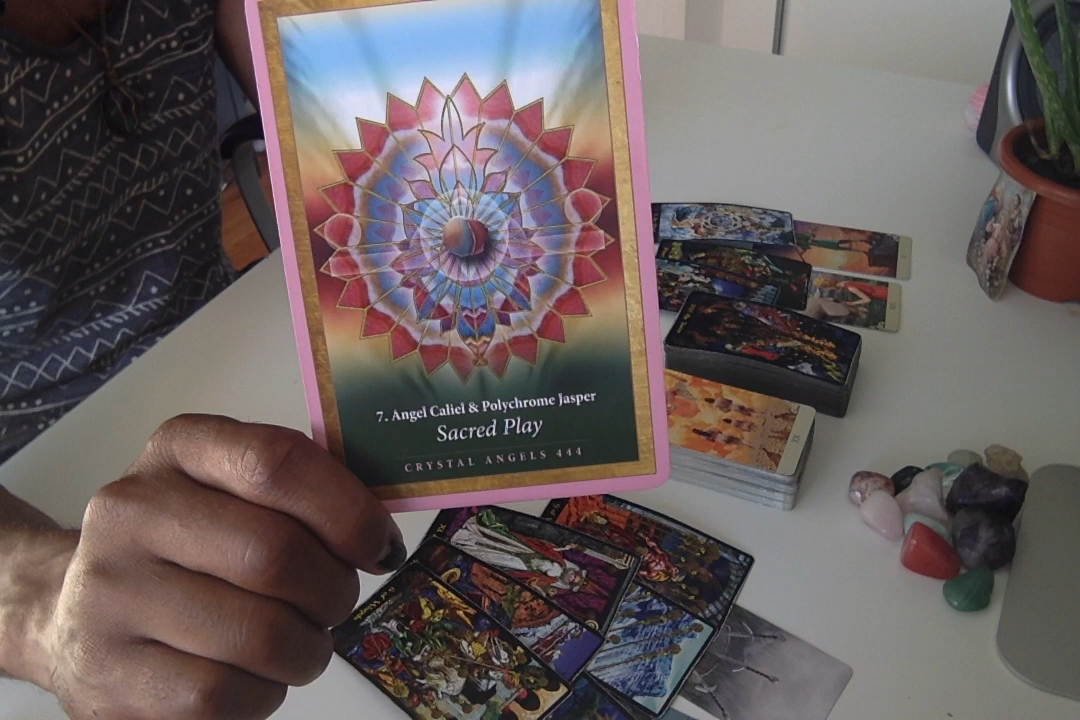 7. Angel Caliel & Polychrome Jasper
Sacred Play
CRYSTAL ANGELS 444